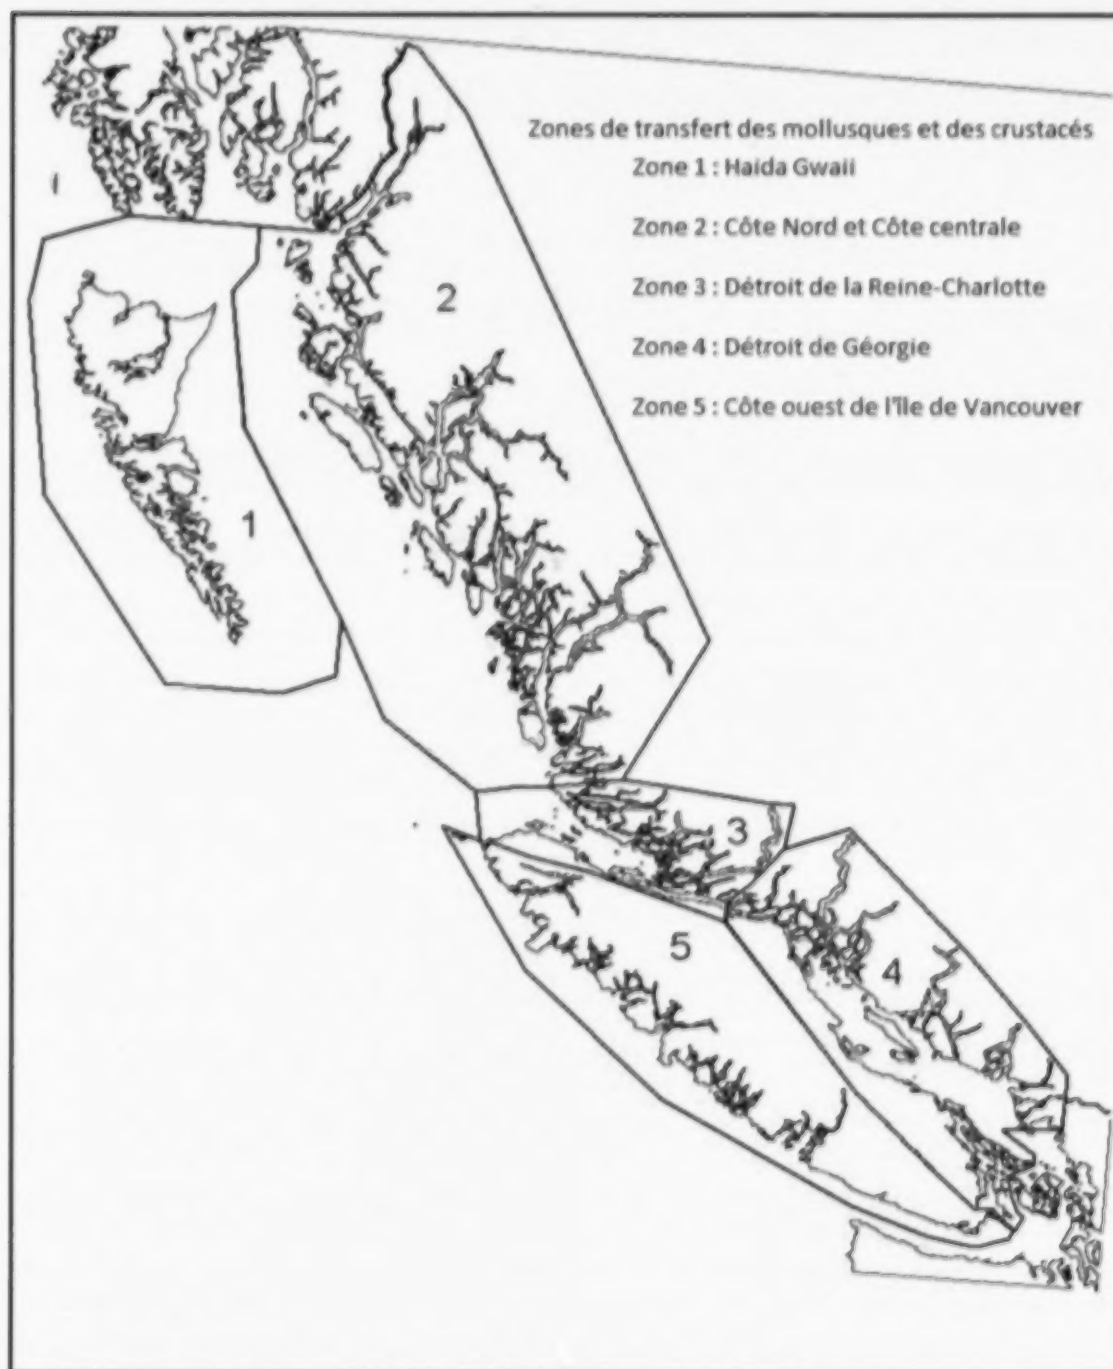 Zones de transfert des mollusques et des crustacés
Zone 1 : Haida Gwaii
Zone 2 : Côte Nord et Côte centrale
Zone 3 : Détroit de la Reine-Charlotte
Zone 4 : Détroit de Géorgie
Zone 5 : Côte ouest de l'île de Vancouver
2
1
3
5
4